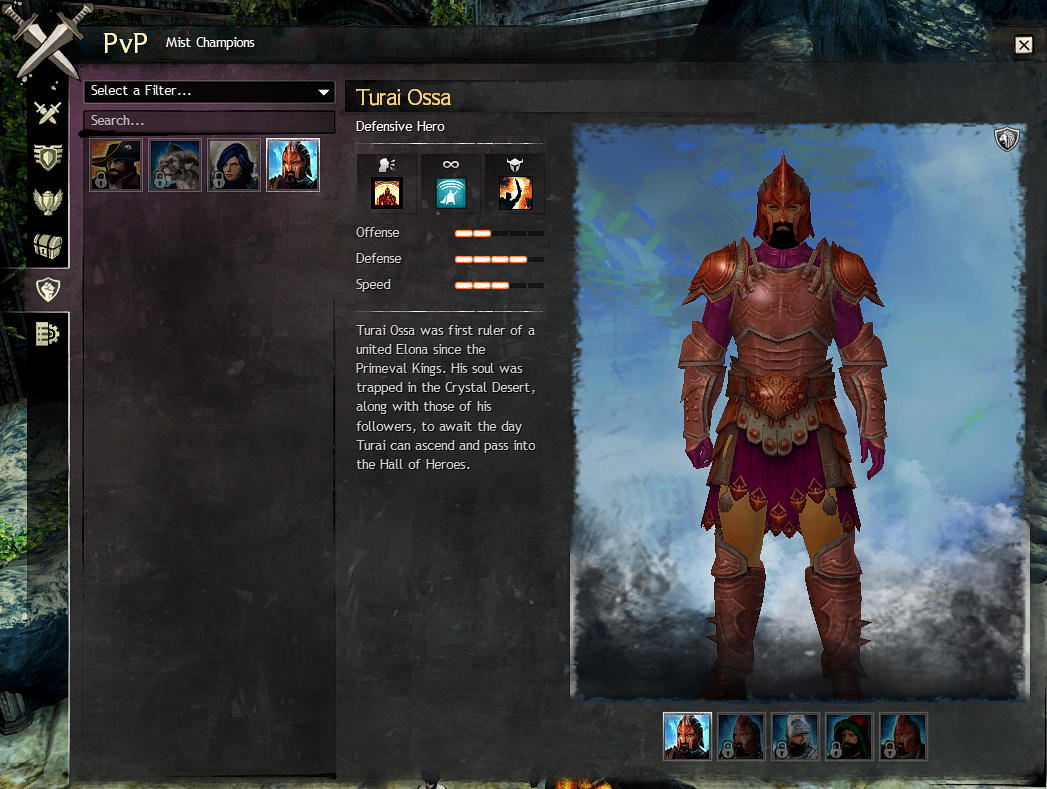 PvP Mist Champions
Select a Filter...
Search...
Turai Ossa
Defensive Hero
Offense
Defense
Speed
Turai Ossa was first ruler of a
united Elona since the
Primeval Kings. His soul was
trapped in the Crystal Desert,
along with those of his
followers, to await the day
Turai can ascend and pass into
the Hall of Heroes.